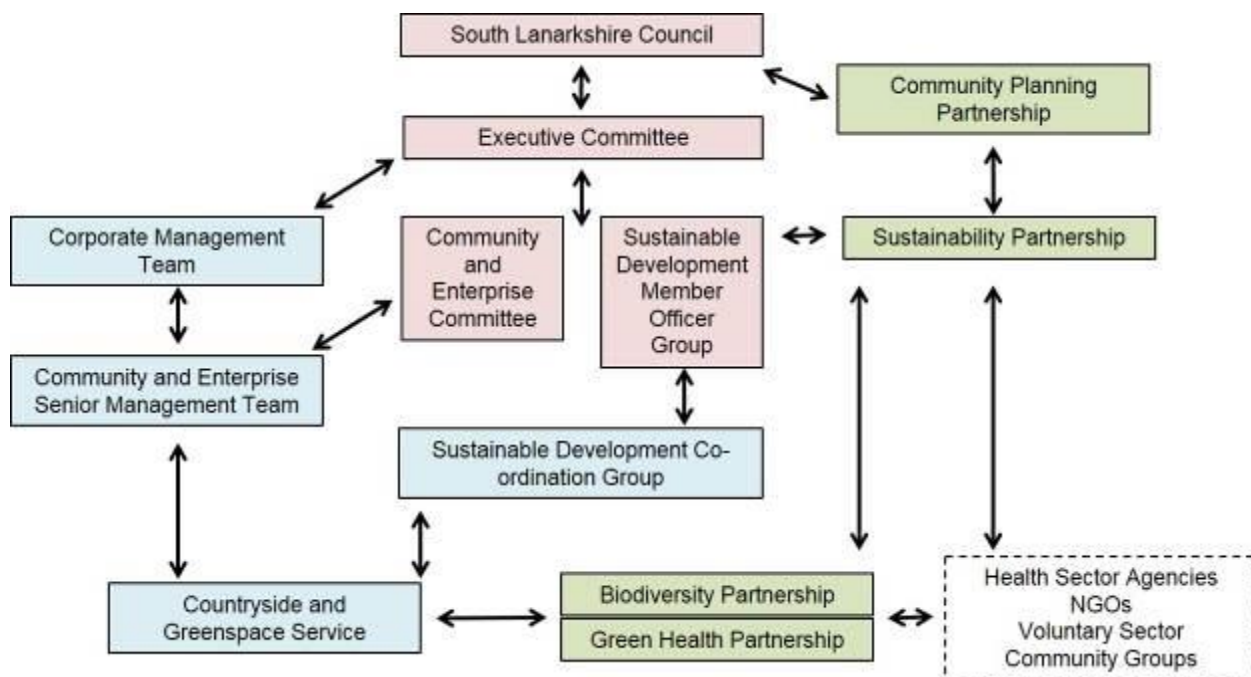 South Lanarkshire Council
Community Planning
Partnership
Executive Committee
Corporate Management
Team
Community
and
Enterprise
Committee
Sustainable
Development
Member
Officer
Group
Sustainability Partnership
Community and Enterprise
Senior Management Team
Sustainable Development Co-
ordination Group
Countryside and
Greenspace Service
Biodiversity Partnership
Green Health Partnership
Health Sector Agencies
NGOs
Voluntary Sector
Community Groups